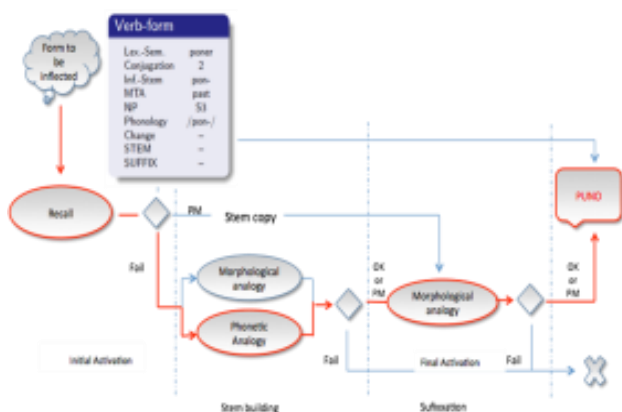 Verb-form
Form to
be
inflected
Lex.-Sem. poner
Conjugation 2
Inf.-Stem pon-
MTA past
NP S3
Phonology /pon-/
Change –
STEM –
SUFFIX –
Recall
PM
Stem copy
PUNO
Fail
Morphological
analogy
Phonetic
Analogy
OK
or
PM
Morphological
analogy
OK
or
PM
Fail
Fail
Initial Activation
Final Activation
Stem building
Suffixation